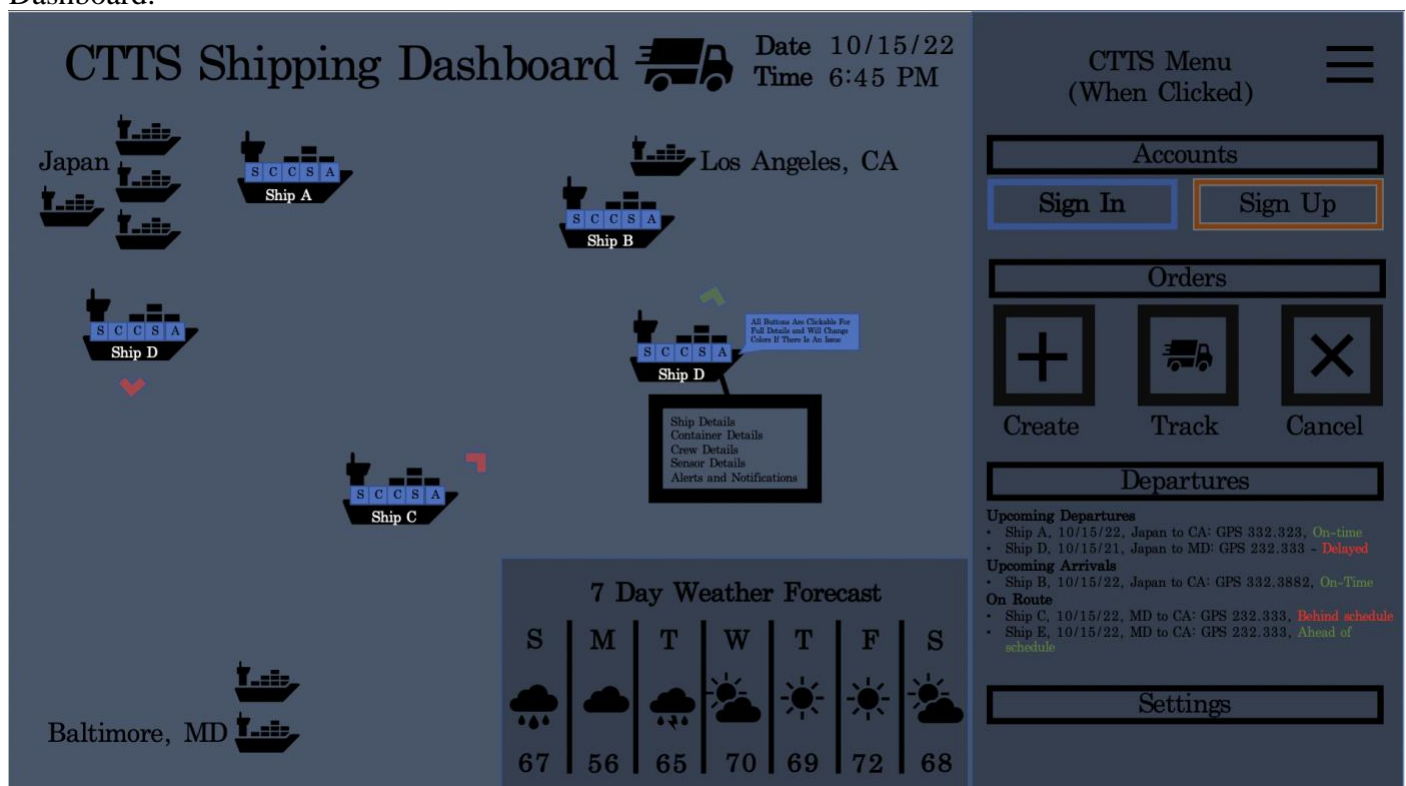 Dashboard:
CTTS Shipping Dashboard
Date 10/15/22
Time 6:45 PM
Japan
S C C S A
Ship A
Los Angeles, CA
S C C S A
Ship B
S C C S A
Ship D
S C C S A
Ship D
All Buttons Are Clickable For
Full Details and Will Change
Colors If There Is An Issue
Ship Details
Container Details
Crew Details
Sensor Details
Alerts and Notifications
S C C S A
Ship C
Baltimore, MD
7 Day Weather Forecast
S M T W T F S
67 56 65 70 69 72 68
CTTS Menu
(When Clicked)
Accounts
Sign In
Sign Up
Orders
Create
Track
Cancel
Departures
Upcoming Departures
• Ship A, 10/15/22, Japan to CA: GPS 332.323, On-time
• Ship D, 10/15/21, Japan to MD: GPS 232.333 - Delayed
Upcoming Arrivals
• Ship B, 10/15/22, Japan to CA: GPS 332.3882, On-Time
On Route
• Ship C, 10/15/22, MD to CA: GPS 232.333, Behind schedule
• Ship E, 10/15/22, MD to CA: GPS 232.333, Ahead of
schedule
Settings